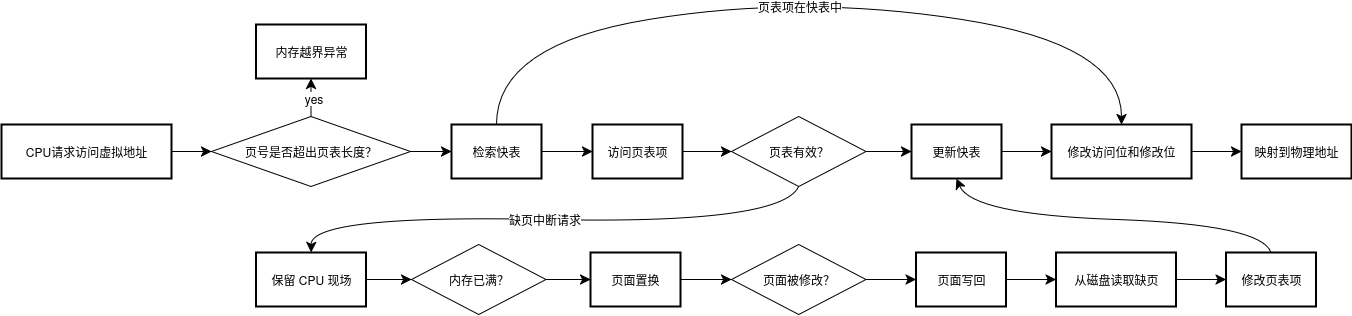 页表项在快表中
内存越界异常
yes
CPU请求访问虚拟地址
页号是否超出页表长度?
检索快表
访问页表项
页表有效?
更新快表
修改访问位和修改位
映射到物理地址
缺页中断请求
保留 CPU 现场
内存已满?
页面置换
页面被修改?
页面写回
从磁盘读取缺页
修改页表项